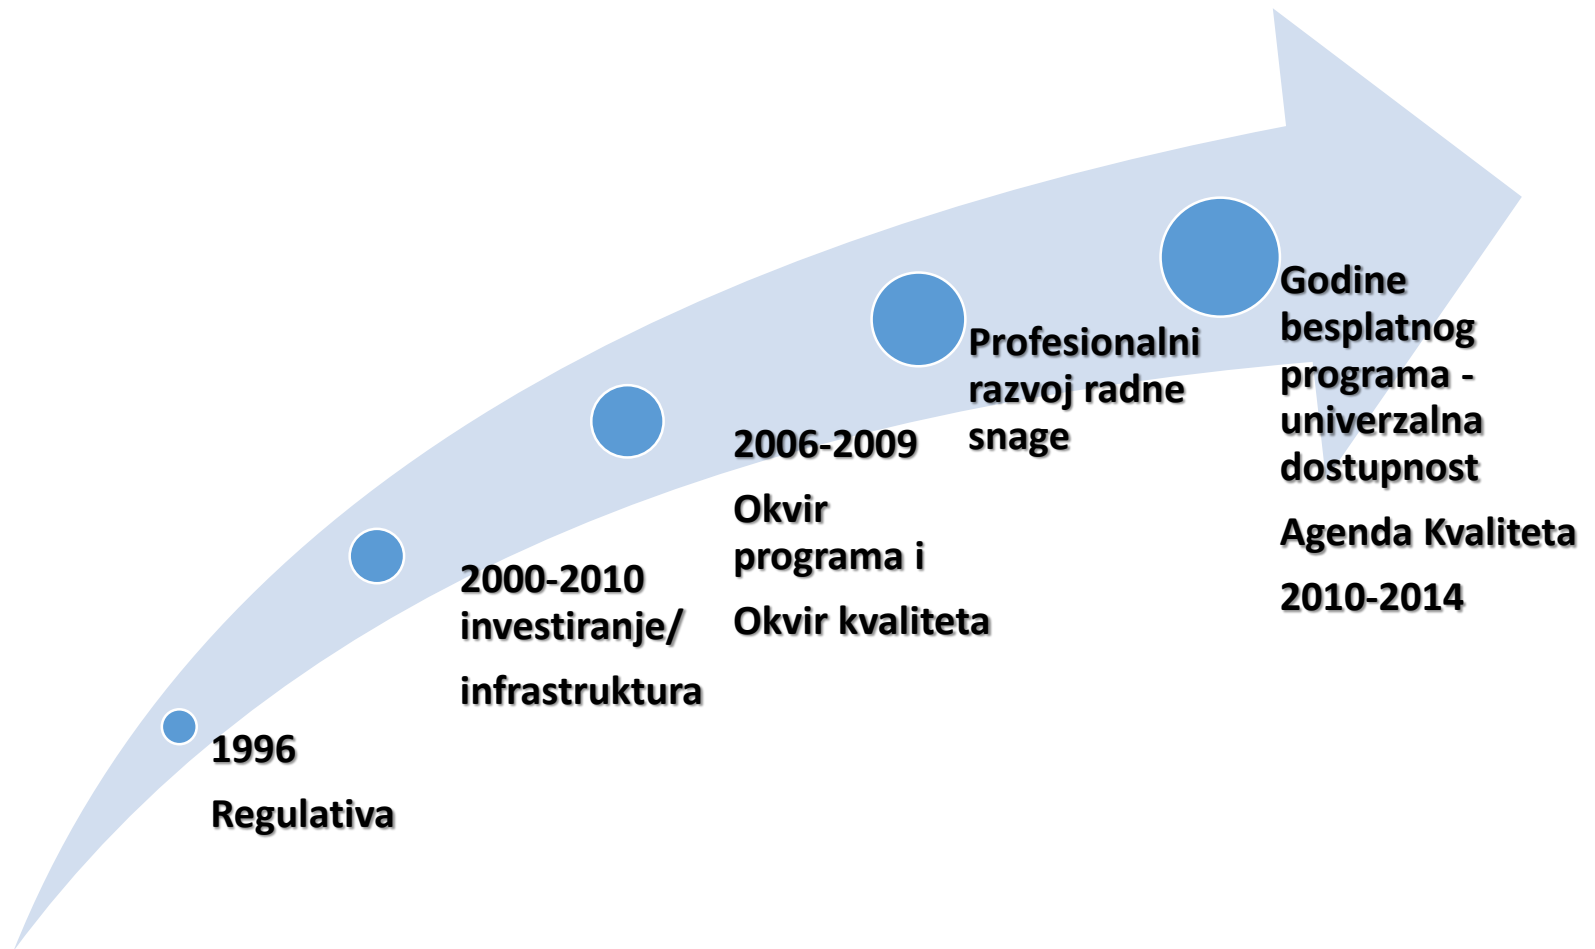 1996
Regulativa
2000-2010
investiranje/
infrastruktura
2006-2009
Okvir
programa i
Okvir kvaliteta
Profesionalni
razvoj radne
snage
Godine
besplatnog
programa -
univerzalna
dostupnost
Agenda Kvaliteta
2010-2014